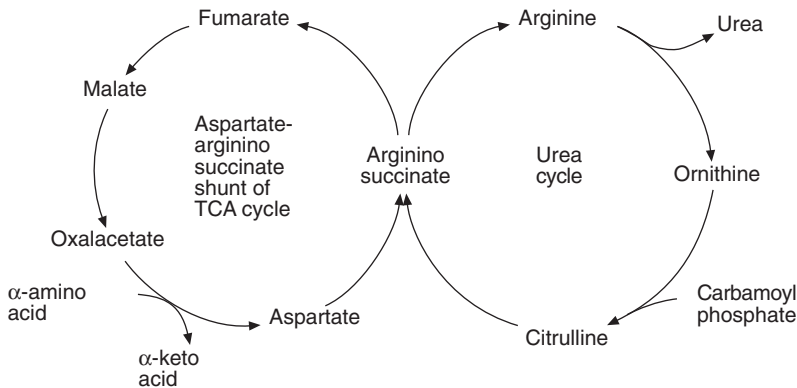 Fumarate
Arginine
Urea
Malate
Aspartate-
arginino
succinate
shunt of
TCA cycle
Arginino
succinate
Urea
cycle
Ornithine
Oxalacetate
α-amino
acid
Aspartate
Carbamoyl
phosphate
Citrulline
α-keto
acid